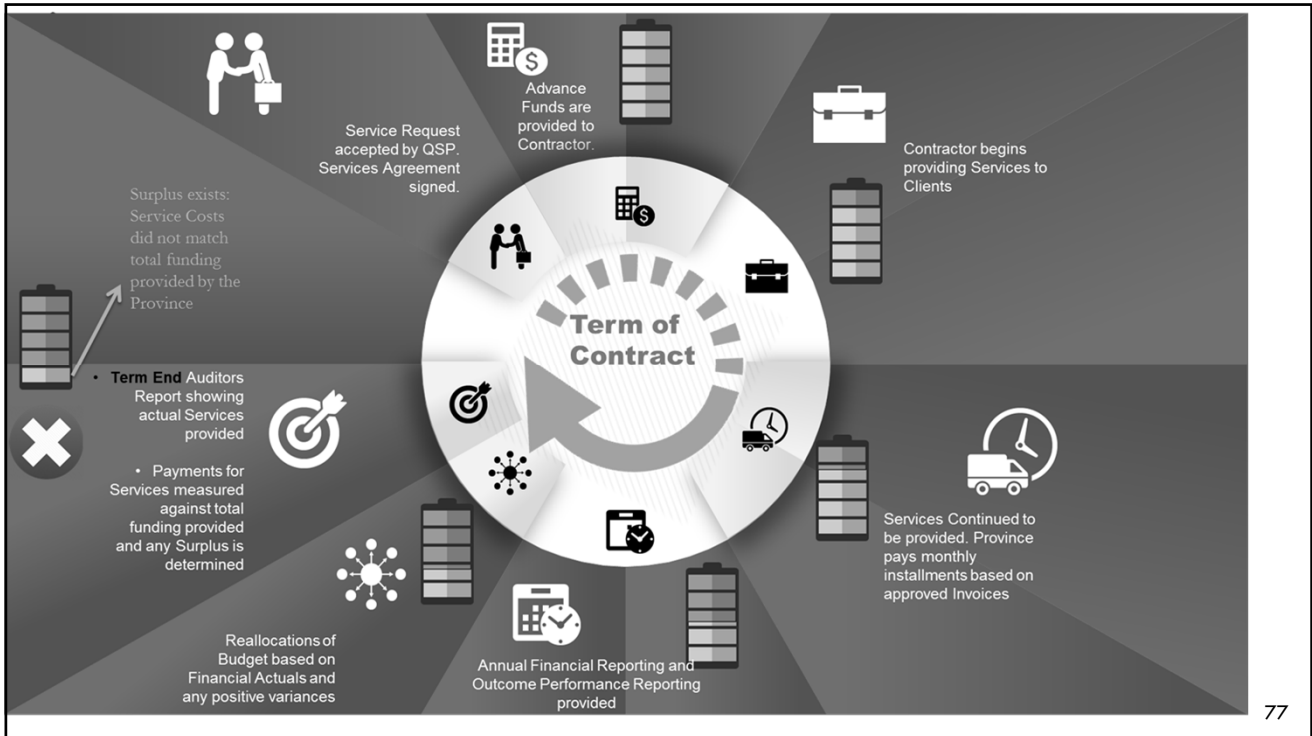 Service Request
accepted by QSP.
Services Agreement
signed.
Advance
Funds are
provided to
Contractor.
Contractor begins
providing Services to
Clients
Services Continued to
be provided. Province
pays monthly
installments based on
approved Invoices
Annual Financial Reporting and
Outcome Performance Reporting
provided
Reallocations of
Budget based on
Financial Actuals and
any positive variances
• Term End Auditors
Report showing
actual Services
provided
• Payments for
Services measured
against total
funding provided
and any Surplus is
determined
Surplus exists:
Service Costs
did not match
total funding
provided by the
Province
Term of
Contract
77